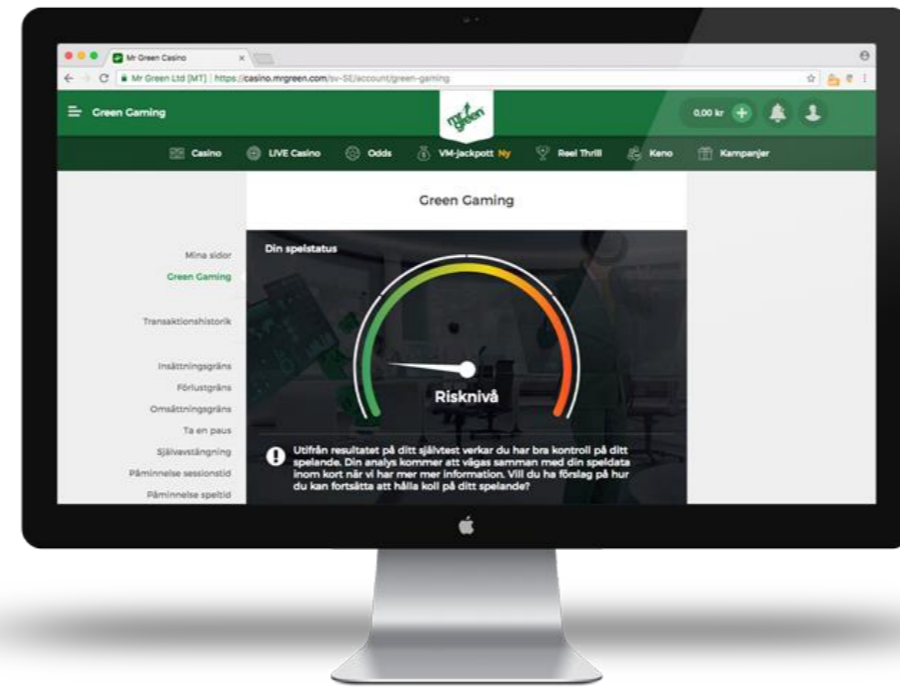 Mr Green Casino
Mr Green Ltd [MT] | https://casino.mrgreen.com/sv-SE/account/green-gaming
Green Gaming
mr green
0,00 kr
Casino
LIVE Casino
Odds
VM-jackpott Ny
Reel Thrill
Keno
Kampanjer
Green Gaming
Mina sidor
Green Gaming
Transaktionshistorik
Insättningsgräns
Förlustgräns
Omsättningsgräns
Ta en paus
Självavstängning
Påminnelse sessionstid
Påminnelse speltid
Din spelstatus
Risknivå
Utifrån resultatet på ditt självtest verkar du har bra kontroll på ditt
spelande. Din analys kommer att vägas samman med din speldata
inom kort när vi har mer mer information. Vill du ha förslag på hur
du kan fortsätta att hålla koll på ditt spelande?